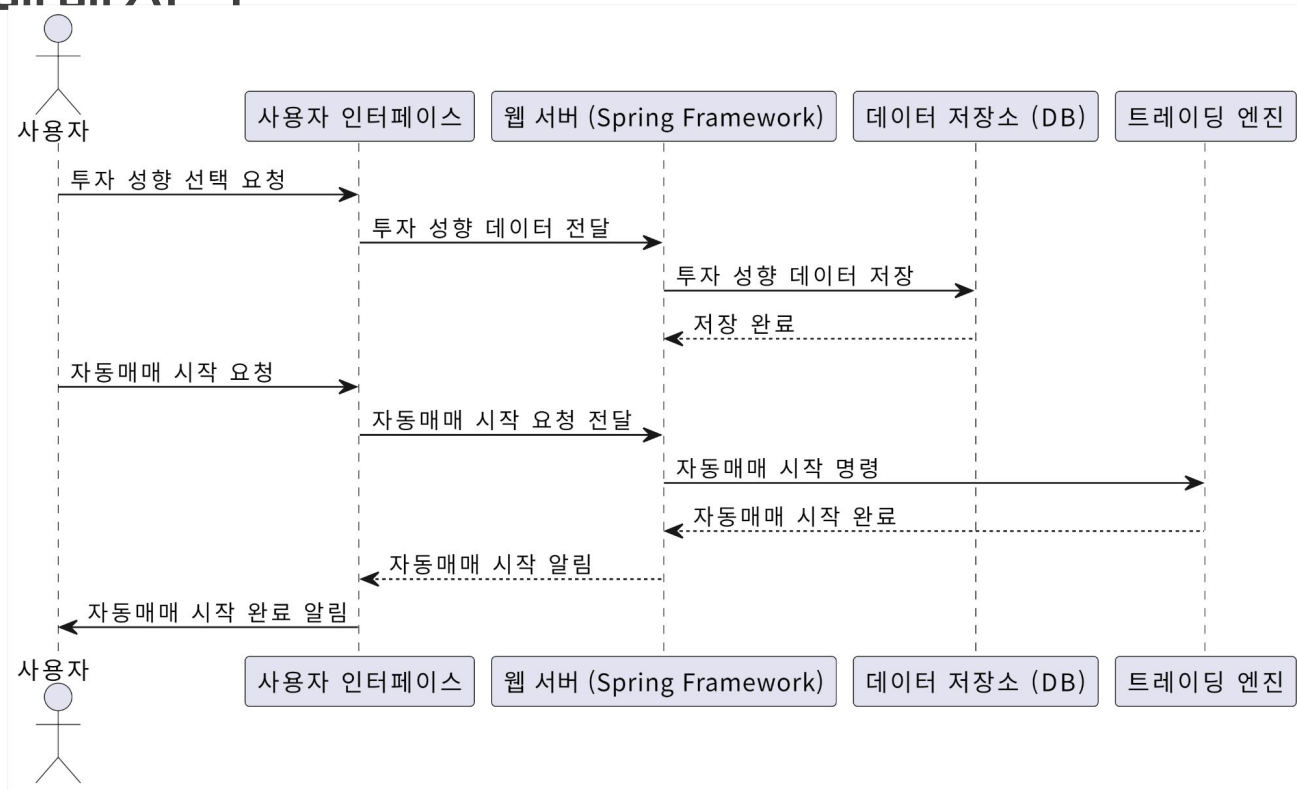 사용자
사용자 인터페이스
웹 서버 (Spring Framework)
데이터 저장소 (DB)
트레이딩 엔진
투자 성향 선택 요청
투자 성향 데이터 전달
투자 성향 데이터 저장
저장 완료
자동매매 시작 요청
자동매매 시작 요청 전달
자동매매 시작 명령
자동매매 시작 완료
자동매매 시작 알림
자동매매 시작 완료 알림
사용자
사용자 인터페이스
웹 서버 (Spring Framework)
데이터 저장소 (DB)
트레이딩 엔진